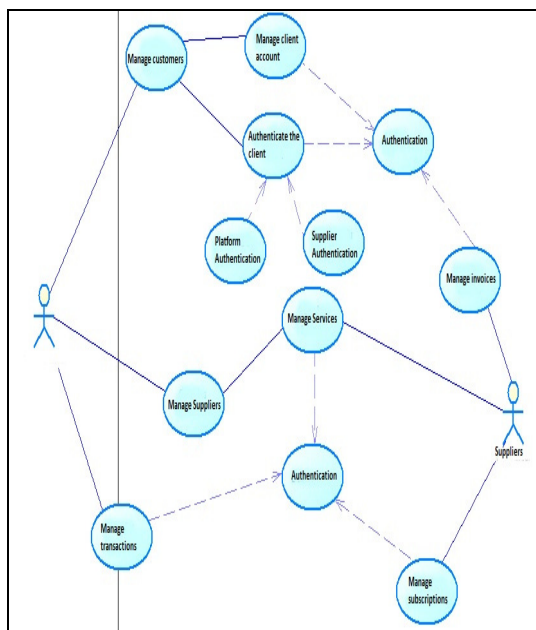 Manage client
account
Manage customers
Authenticate the
client
Authentication
Platform
Authentication
Supplier
Authentication
Manage invoices
Manage Services
Manage Suppliers
Suppliers
Authentication
Manage
transactions
Manage
subscriptions